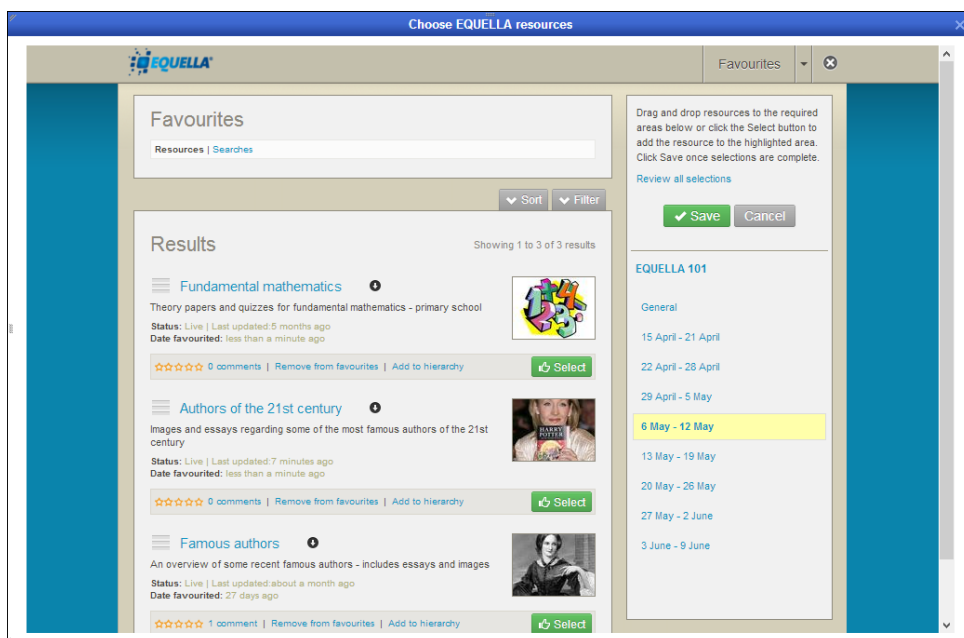 Choose EQUELLA resources
EQUELLA
Favourites
Favourites
Resources | Searches
Sort
Filter
Results
Showing 1 to 3 of 3 results
Fundamental mathematics
Theory papers and quizzes for fundamental mathematics - primary school
Status: Live | Last updated:5 months ago
Date favourited: less than a minute ago
0 comments | Remove from favourites | Add to hierarchy
Select
Authors of the 21st century
Images and essays regarding some of the most famous authors of the 21st
century
Status: Live | Last updated:7 minutes ago
Date favourited: less than a minute ago
0 comments | Remove from favourites | Add to hierarchy
Select
HARRY
POTTER
Famous authors
An overview of some recent famous authors - includes essays and images
Status: Live | Last updated:about a month ago
Date favourited: 27 days ago
1 comment | Remove from favourites | Add to hierarchy
Select
Drag and drop resources to the required
areas below or click the Select button to
add the resource to the highlighted area.
Click Save once selections are complete.
Review all selections
Save
Cancel
EQUELLA 101
General
15 April - 21 April
22 April - 28 April
29 April - 5 May
6 May - 12 May
13 May - 19 May
20 May - 26 May
27 May - 2 June
3 June - 9 June